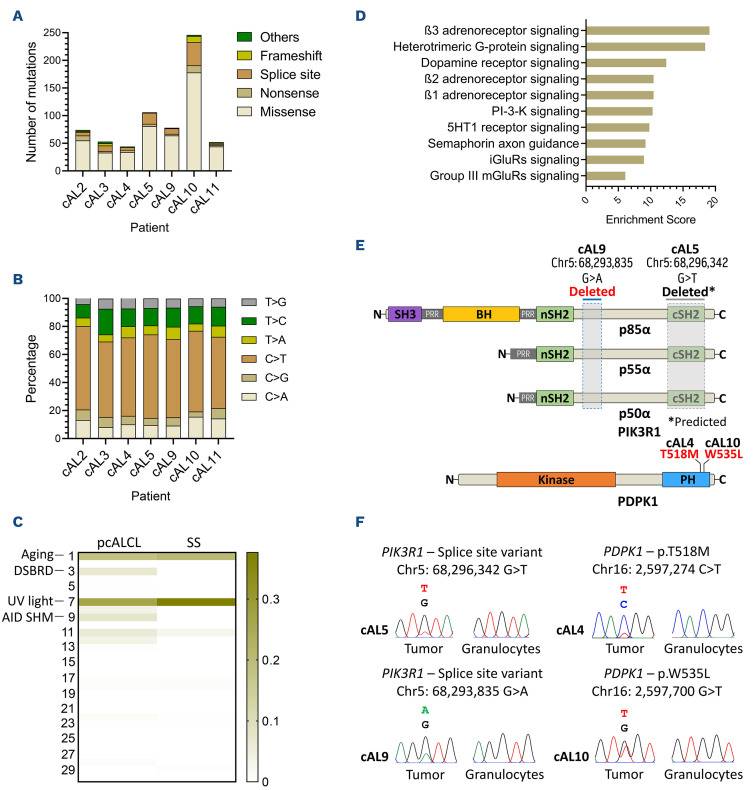 A
Number of mutations
250
200
150
100
50
0
cAL2
cAL3
cAL4
cAL5
cAL9
cAL10
cAL11
Patient
Others
Frameshift
Splice site
Nonsense
Missense
B
Percentage
100
80
60
40
20
0
cAL2
cAL3
cAL4
cAL5
cAL9
cAL10
cAL11
Patient
T>G
T>C
T>A
C>T
C>G
C>A
C
pcALCL SS
Aging 1
DSBRD 3
5
UV light 7
AID SHM 9
11
13
15
17
19
21
23
25
27
29
0.3
0.2
0.1
0
D
ß3 adrenoreceptor signaling
Heterotrimeric G-protein signaling
Dopamine receptor signaling
ß2 adrenoreceptor signaling
ß1 adrenoreceptor signaling
PI-3-K signaling
5HT1 receptor signaling
Semaphorin axon guidance
iGluRs signaling
Group III mGluRs signaling
0 5 10 15 20
Enrichment Score
E
cAL9 cAL5
Chr5:68,293,835 Chr5:68,296,342
G>A G>T
Deleted Deleted*
N SH3 PRR BH PRR nSH2 cSH2 C
p85α
N PRR nSH2 cSH2 C
p55α
N PRR nSH2 cSH2 C
p50α
PIK3R1 *Predicted
cAL4 cAL10
T518M W535L
N Kinase PH C
PDPK1
F
PIK3R1 – Splice site variant
Chr5: 68,296,342 G>T
T
G
cAL5
Tumor Granulocytes
PDPK1 – p.T518M
Chr16: 2,597,274 C>T
T
C
cAL4
Tumor Granulocytes
PIK3R1 – Splice site variant
Chr5: 68,293,835 G>A
A
G
cAL9
Tumor Granulocytes
PDPK1 – p.W535L
Chr16: 2,597,700 G>T
T
G
cAL10
Tumor Granulocytes